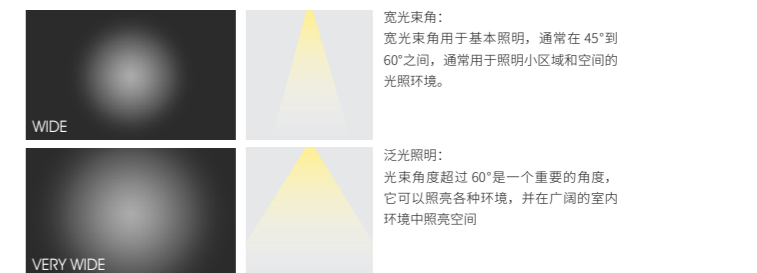 宽光束角：
宽光束角用于基本照明，通常在 45°到
60°之间，通常用于照明小区域和空间的
光照环境。
WIDE
泛光照明：
光束角度超过 60°是一个重要的角度，
它可以照亮各种环境，并在广阔的室内
环境中照亮空间
VERY WIDE